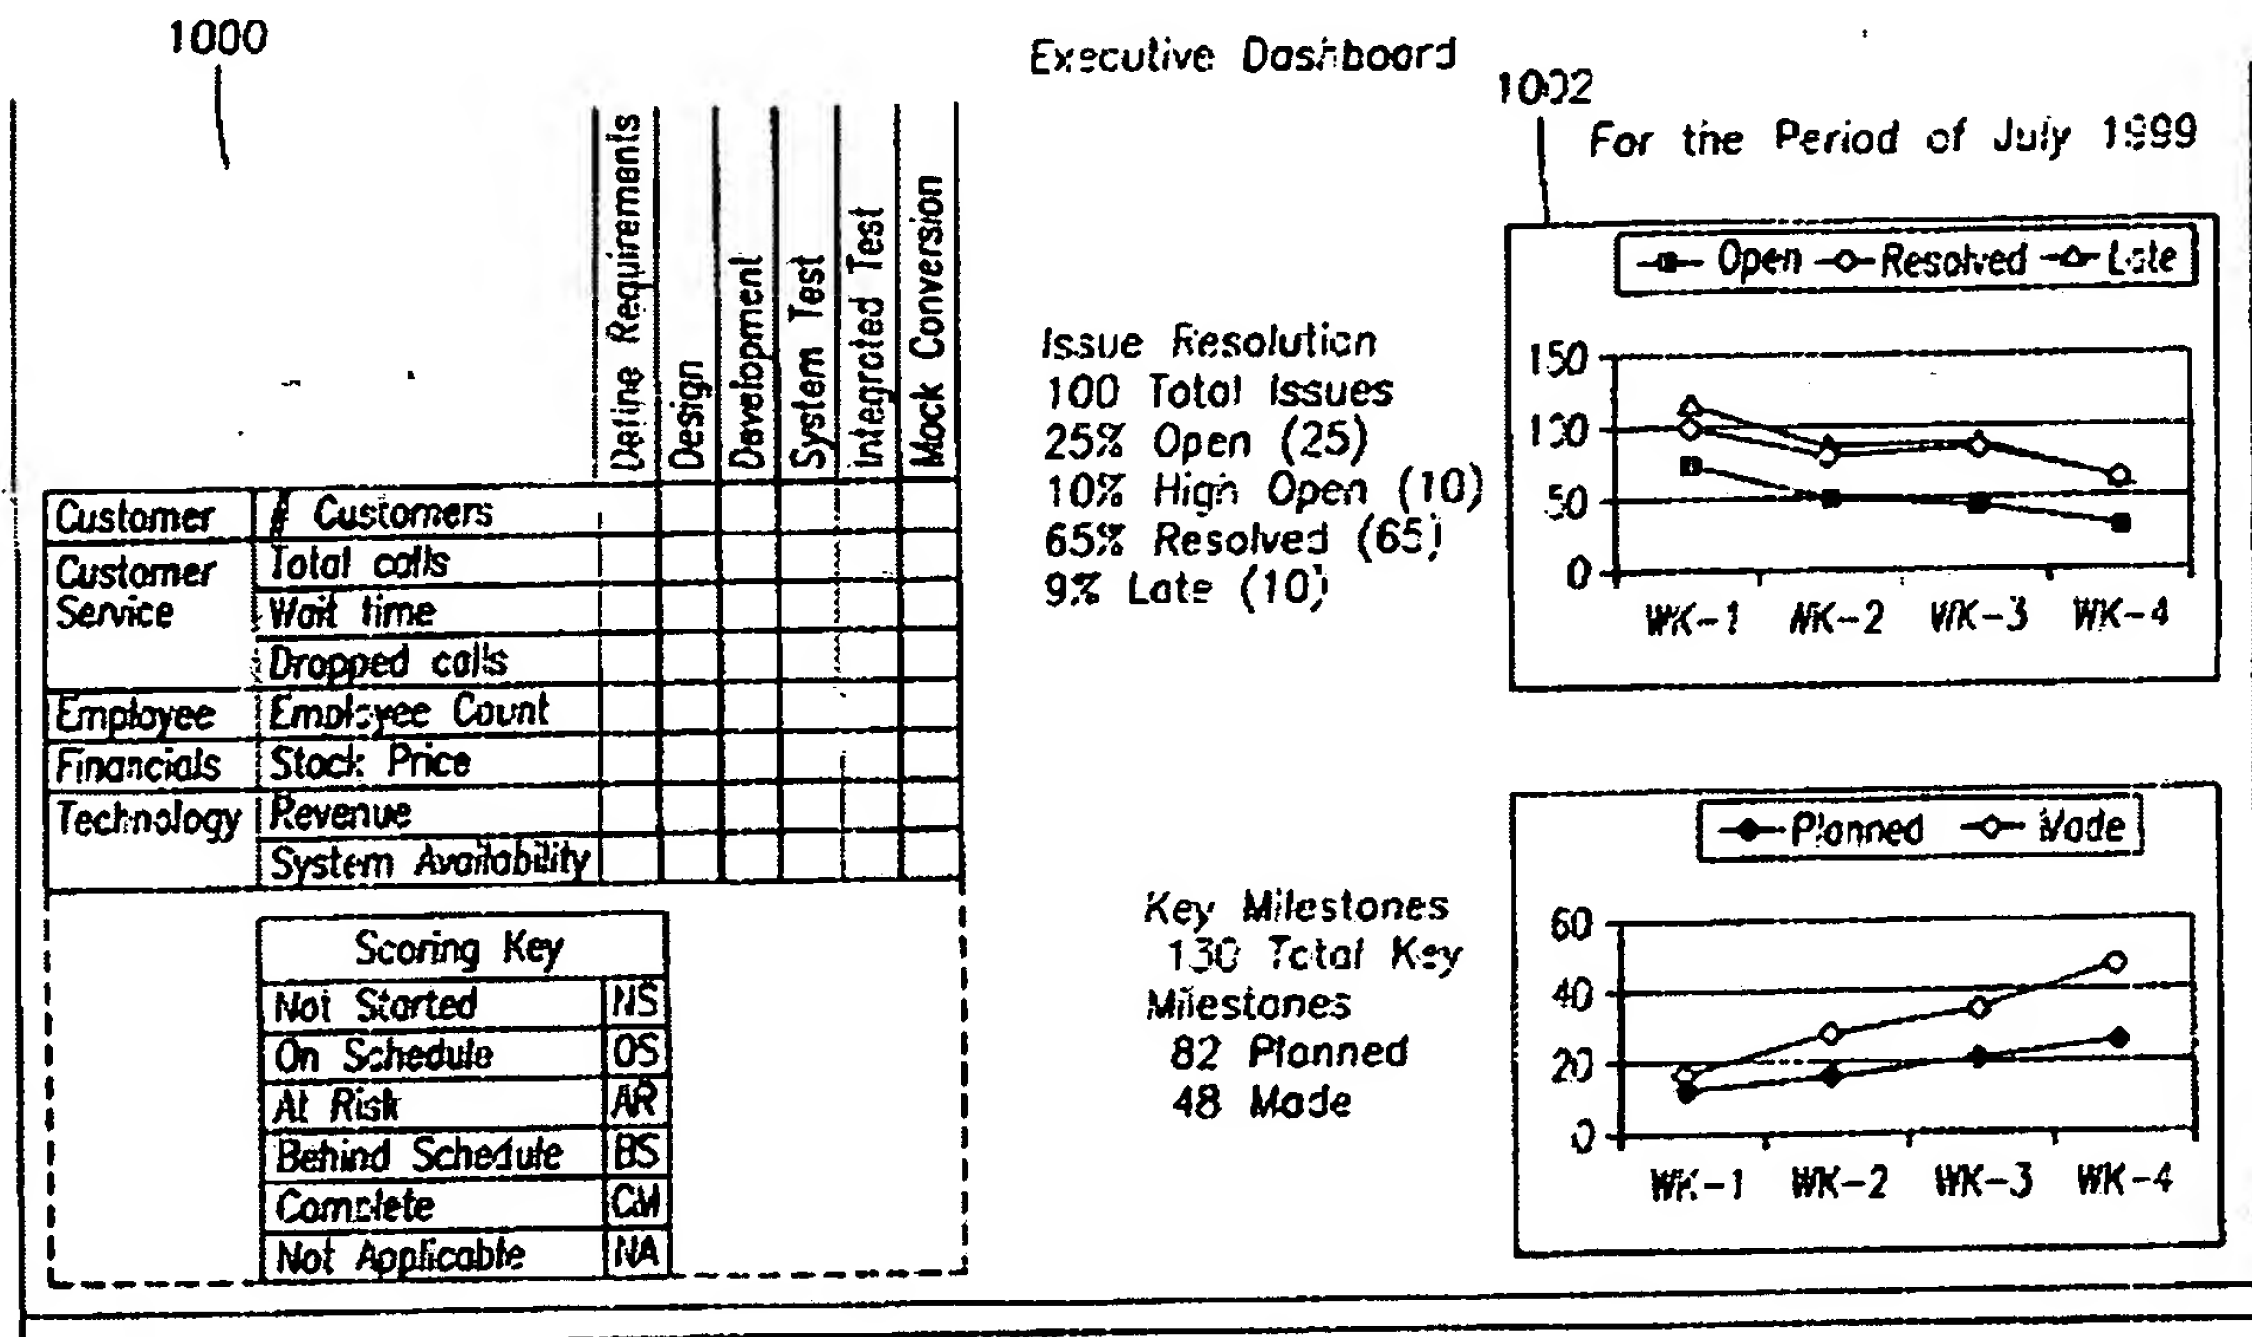 1000
Executive Dashboard
1002
For the Period of July 1999
Define Requirements
Design
Development
System Test
Integrated Test
Mock Conversion
Customer
# Customers
Customer Service
Total calls
Wait time
Dropped calls
Employee
Employee Count
Financials
Stock Price
Technology
Revenue
System Availability
Scoring Key
Not Started NS
On Schedule OS
At Risk AR
Behind Schedule BS
Complete CM
Not Applicable NA
Issue Resolution
100 Total Issues
25% Open (25)
10% High Open (10)
65% Resolved (65)
9% Late (10)
Open Resolved Late
150
100
50
0
WK-1 WK-2 WK-3 WK-4
Key Milestones
130 Total Key
Milestones
82 Planned
48 Made
Planned Made
60
40
20
0
WK-1 WK-2 WK-3 WK-4